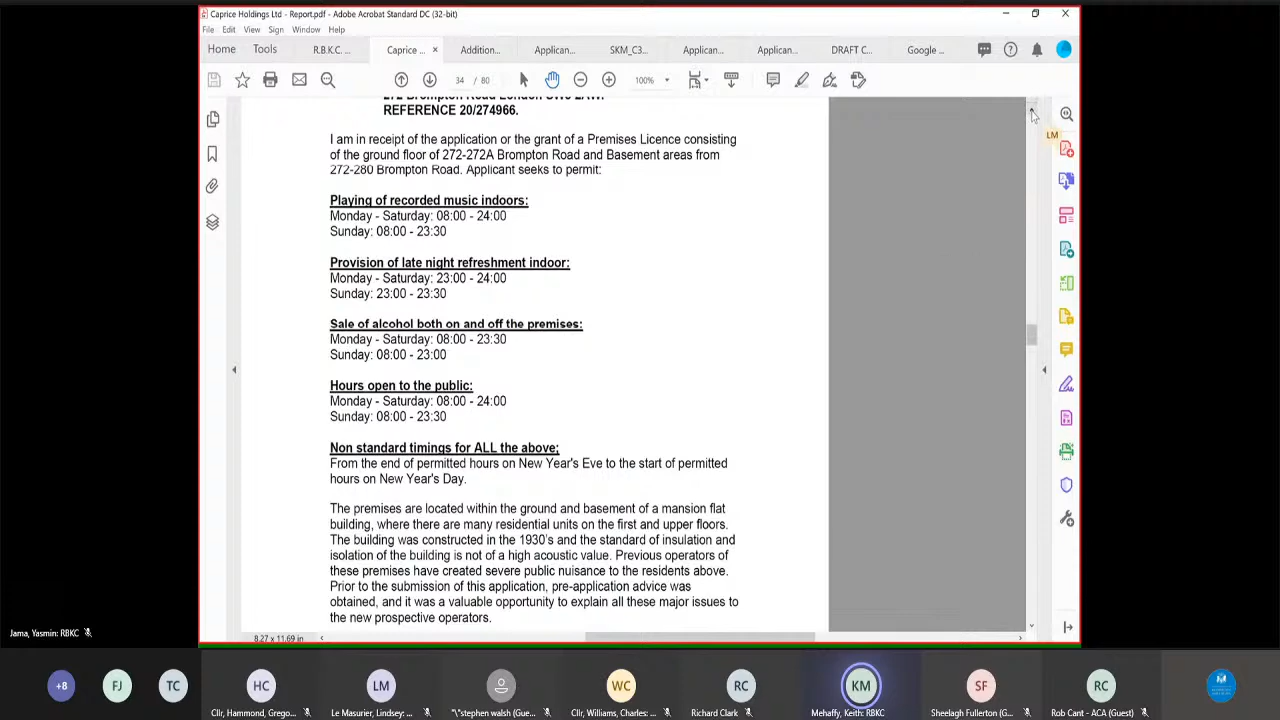 Caprice Holdings Ltd - Report.pdf - Adobe Acrobat Standard DC (32-bit)
File Edit View Sign Window Help
Home Tools R.B.K.C. ... Caprice ... × Addition... Applican... SKM_C3... Applican... Applican... DRAFT C... Google ...
34 / 80 100%
REFERENCE 20/274966.
LM
I am in receipt of the application or the grant of a Premises Licence consisting
of the ground floor of 272-272A Brompton Road and Basement areas from
272-280 Brompton Road. Applicant seeks to permit:
Playing of recorded music indoors:
Monday - Saturday: 08:00 - 24:00
Sunday: 08:00 - 23:30
Provision of late night refreshment indoor:
Monday - Saturday: 23:00 - 24:00
Sunday: 23:00 - 23:30
Sale of alcohol both on and off the premises:
Monday - Saturday: 08:00 - 23:30
Sunday: 08:00 - 23:00
Hours open to the public:
Monday - Saturday: 08:00 - 24:00
Sunday: 08:00 - 23:30
Non standard timings for ALL the above;
From the end of permitted hours on New Year's Eve to the start of permitted
hours on New Year's Day.
The premises are located within the ground and basement of a mansion flat
building, where there are many residential units on the first and upper floors.
The building was constructed in the 1930's and the standard of insulation and
isolation of the building is not of a high acoustic value. Previous operators of
these premises have created severe public nuisance to the residents above.
Prior to the submission of this application, pre-application advice was
obtained, and it was a valuable opportunity to explain all these major issues to
the new prospective operators.
8.27 x 11.69 in
Jama, Yasmin: RBKC
+8 FJ TC HC LM WC RC KM SF RC
Cllr, Hammond, Grego... Le Masurier, Lindsey: ... "\"stephen walsh (Gue... Cllr, Williams, Charles: ... Richard Clark Mehaffy, Keith: RBKC Sheelagh Fullerton (G... Rob Cant - ACA (Guest)